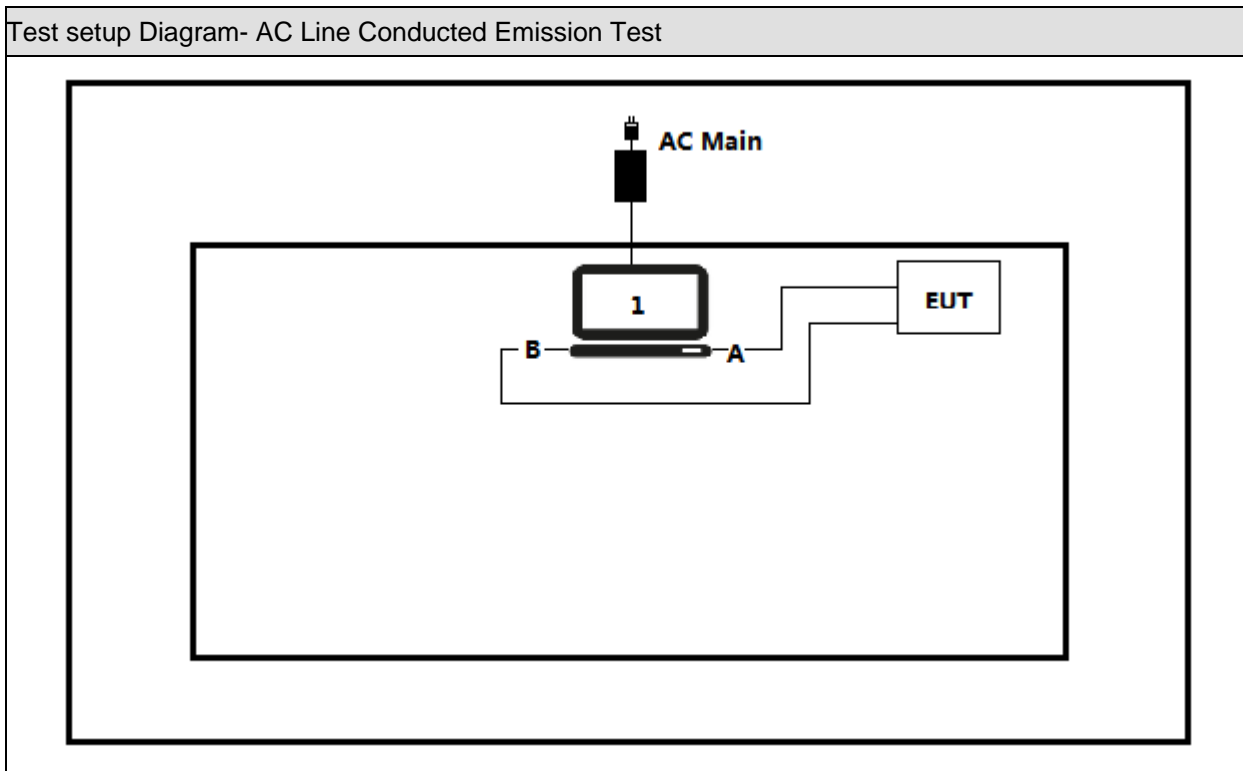 Test setup Diagram- AC Line Conducted Emission Test
AC Main
1
EUT
B
A